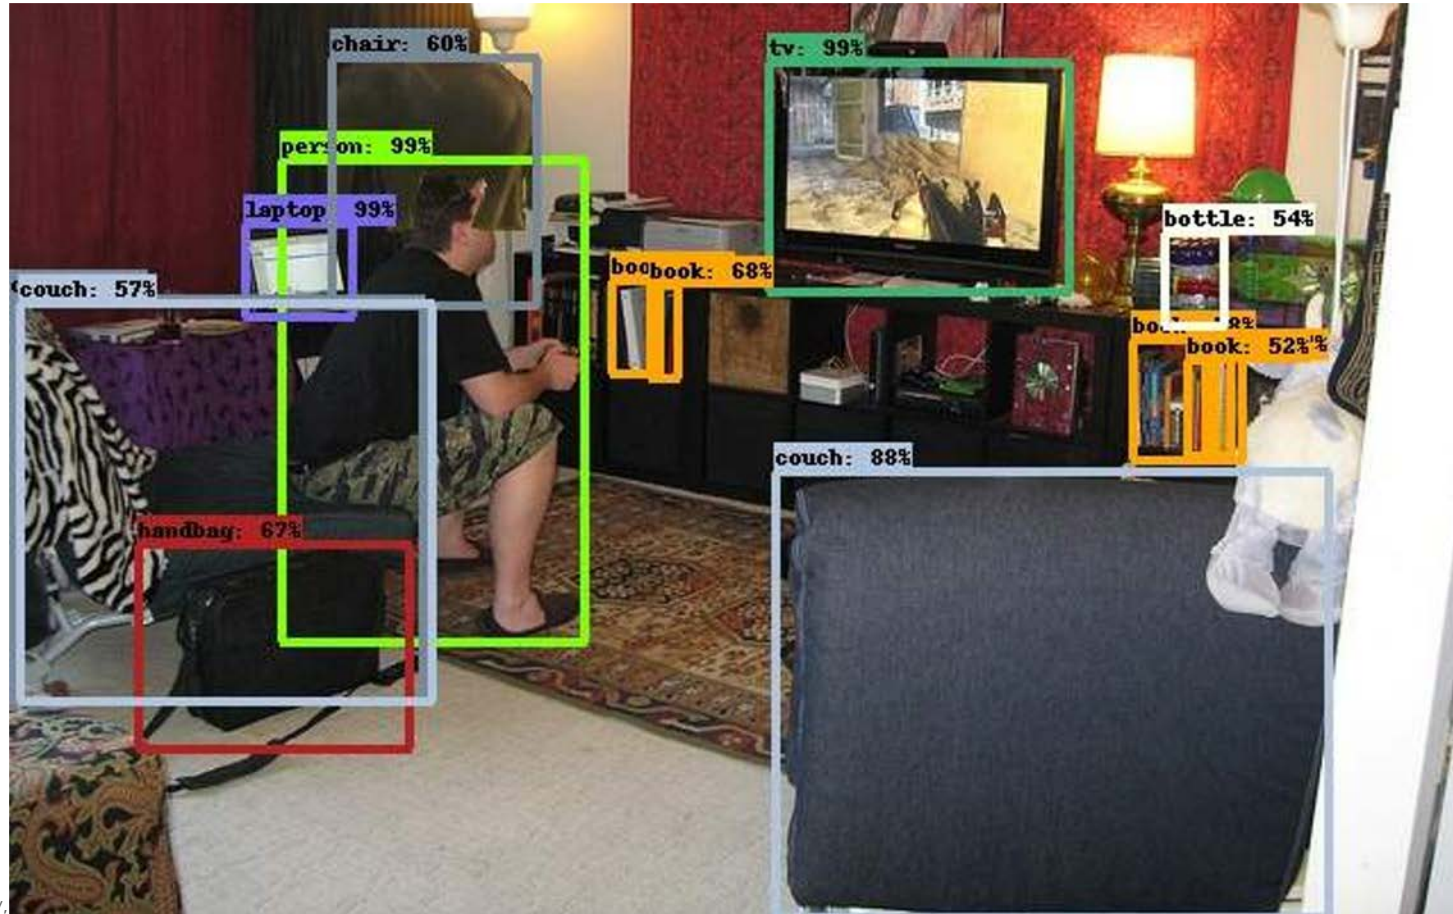 chair: 60%
tv: 99%
person: 99%
laptop 99%
bottle: 54%
book: 68%
couch: 57%
book: 52%
couch: 88%
handbag: 67%